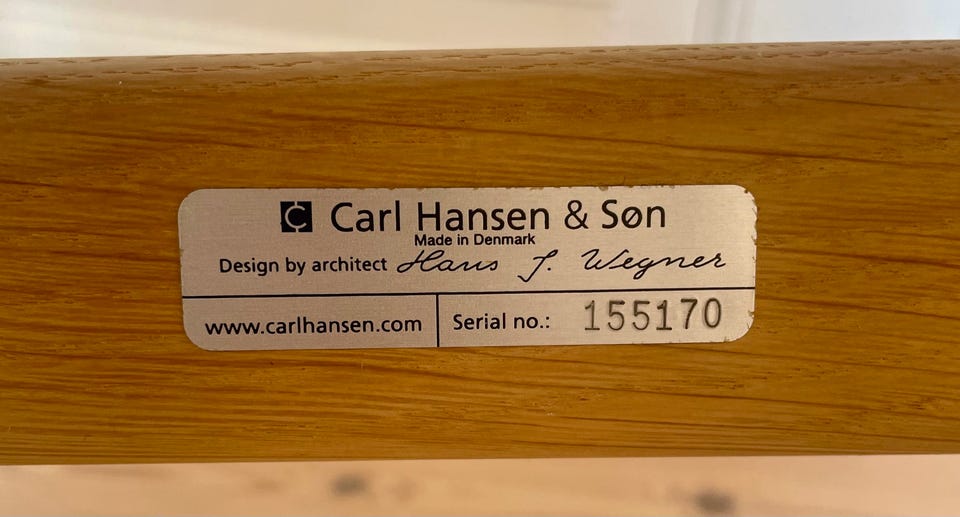 C Carl Hansen & Søn
Made in Denmark
Design by architect Hans J. Wegner
www.carlhansen.com
Serial no.: 155170